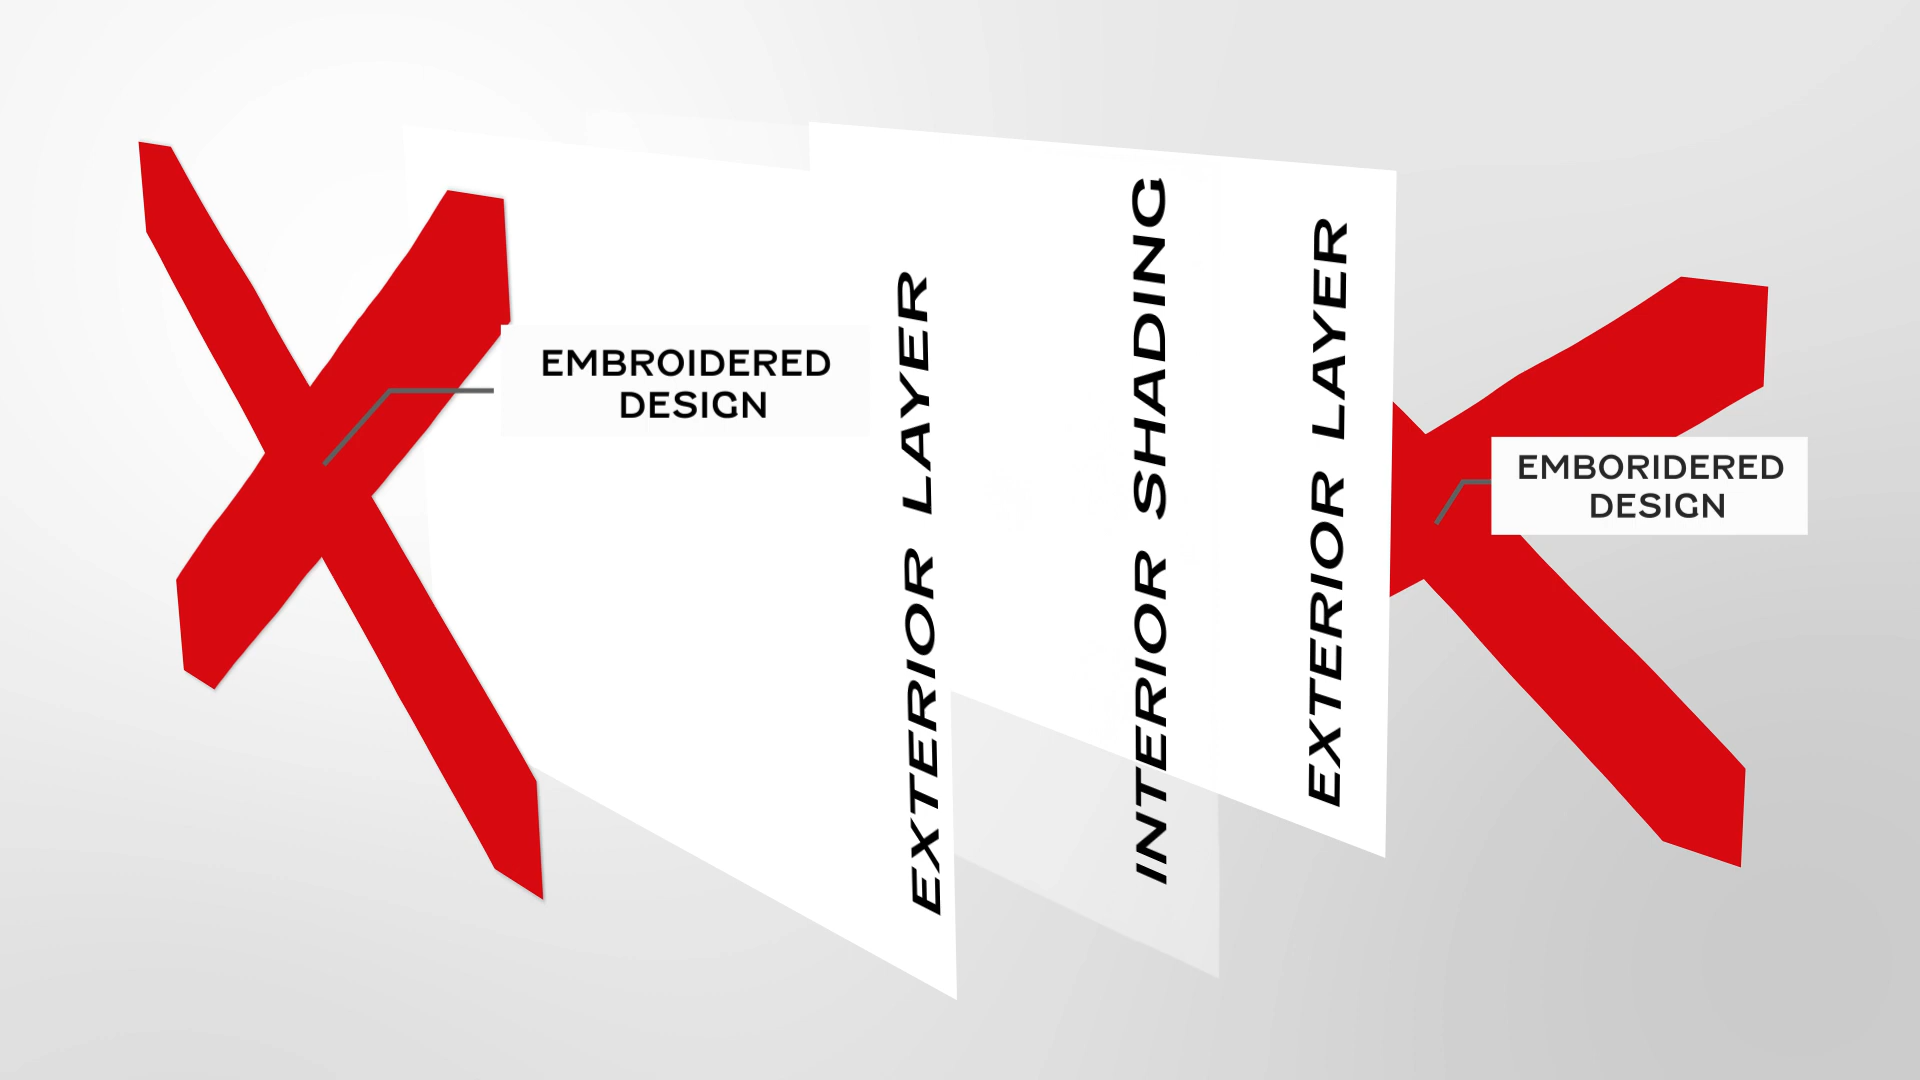 EMBROIDERED
DESIGN
EXTERIOR LAYER
INTERIOR SHADING
EXTERIOR LAYER
EMBORIDERED
DESIGN